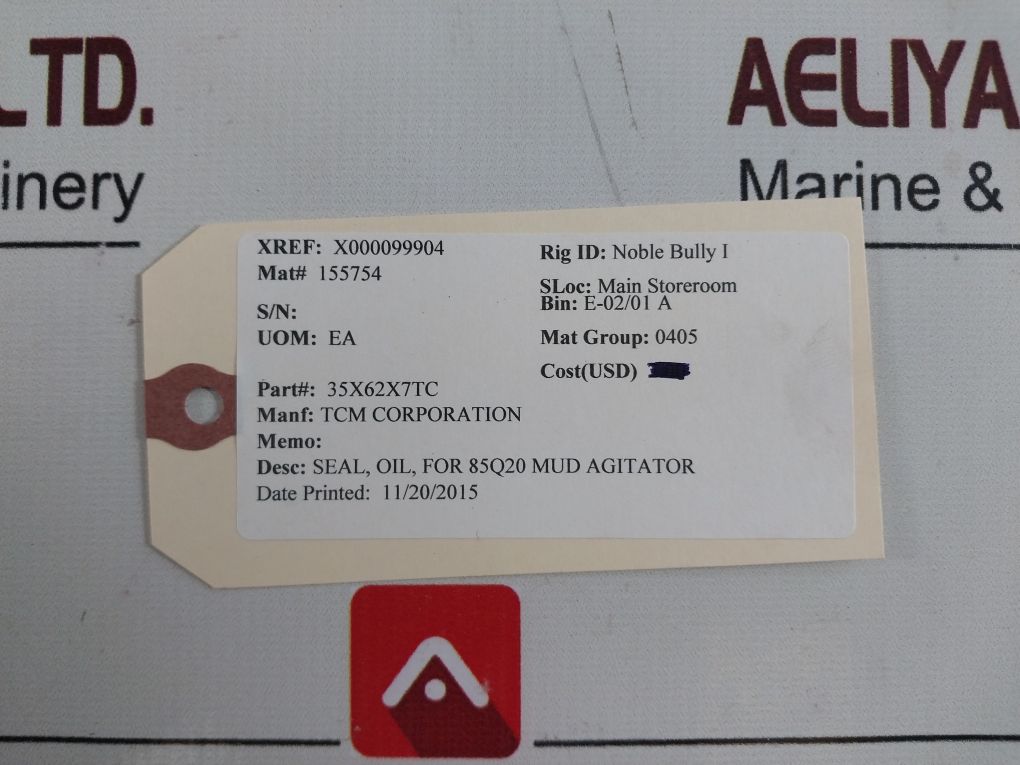 LTD.
AELIYA
inery
Marine &
XREF: X000099904
Mat# 155754
S/N:
UOM: EA
Part#: 35X62X7TC
Manf: TCM CORPORATION
Memo:
Desc: SEAL, OIL, FOR 85Q20 MUD AGITATOR
Date Printed: 11/20/2015
Rig ID: Noble Bully I
SLoc: Main Storeroom
Bin: E-02/01 A
Mat Group: 0405
Cost(USD)